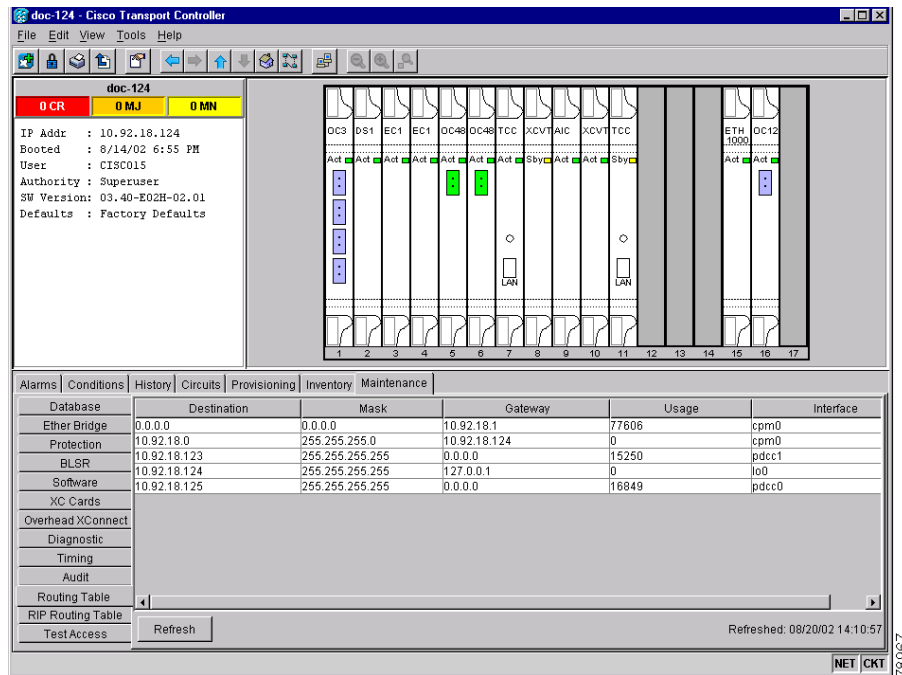 doc-124 - Cisco Transport Controller
File Edit View Tools Help
doc-124
0 CR 0 MJ 0 MN
IP Addr : 10.92.18.124
Booted : 8/14/02 6:55 PM
User : CISCO15
Authority : Superuser
SW Version: 03.40-E02H-02.01
Defaults : Factory Defaults
OC3 DS1 EC1 EC1 OC48 OC48 TCC XCVT AIC XCVT TCC ETH 1000 OC12
Act Act Act Act Act Act Act Sby Act Act Sby Act Act
LAN LAN
1 2 3 4 5 6 7 8 9 10 11 12 13 14 15 16 17
Alarms Conditions History Circuits Provisioning Inventory Maintenance
Database
Ether Bridge
Protection
BLSR
Software
XC Cards
Overhead XConnect
Diagnostic
Timing
Audit
Routing Table
RIP Routing Table
Test Access
Destination Mask Gateway Usage Interface
0.0.0.0 0.0.0.0 10.92.18.1 77606 cpm0
10.92.18.0 255.255.255.0 10.92.18.124 0 cpm0
10.92.18.123 255.255.255.255 0.0.0.0 15250 pdcc1
10.92.18.124 255.255.255.255 127.0.0.1 0 lo0
10.92.18.125 255.255.255.255 0.0.0.0 16849 pdcc0
Refresh
Refreshed: 08/20/02 14:10:57
NET CKT
78967